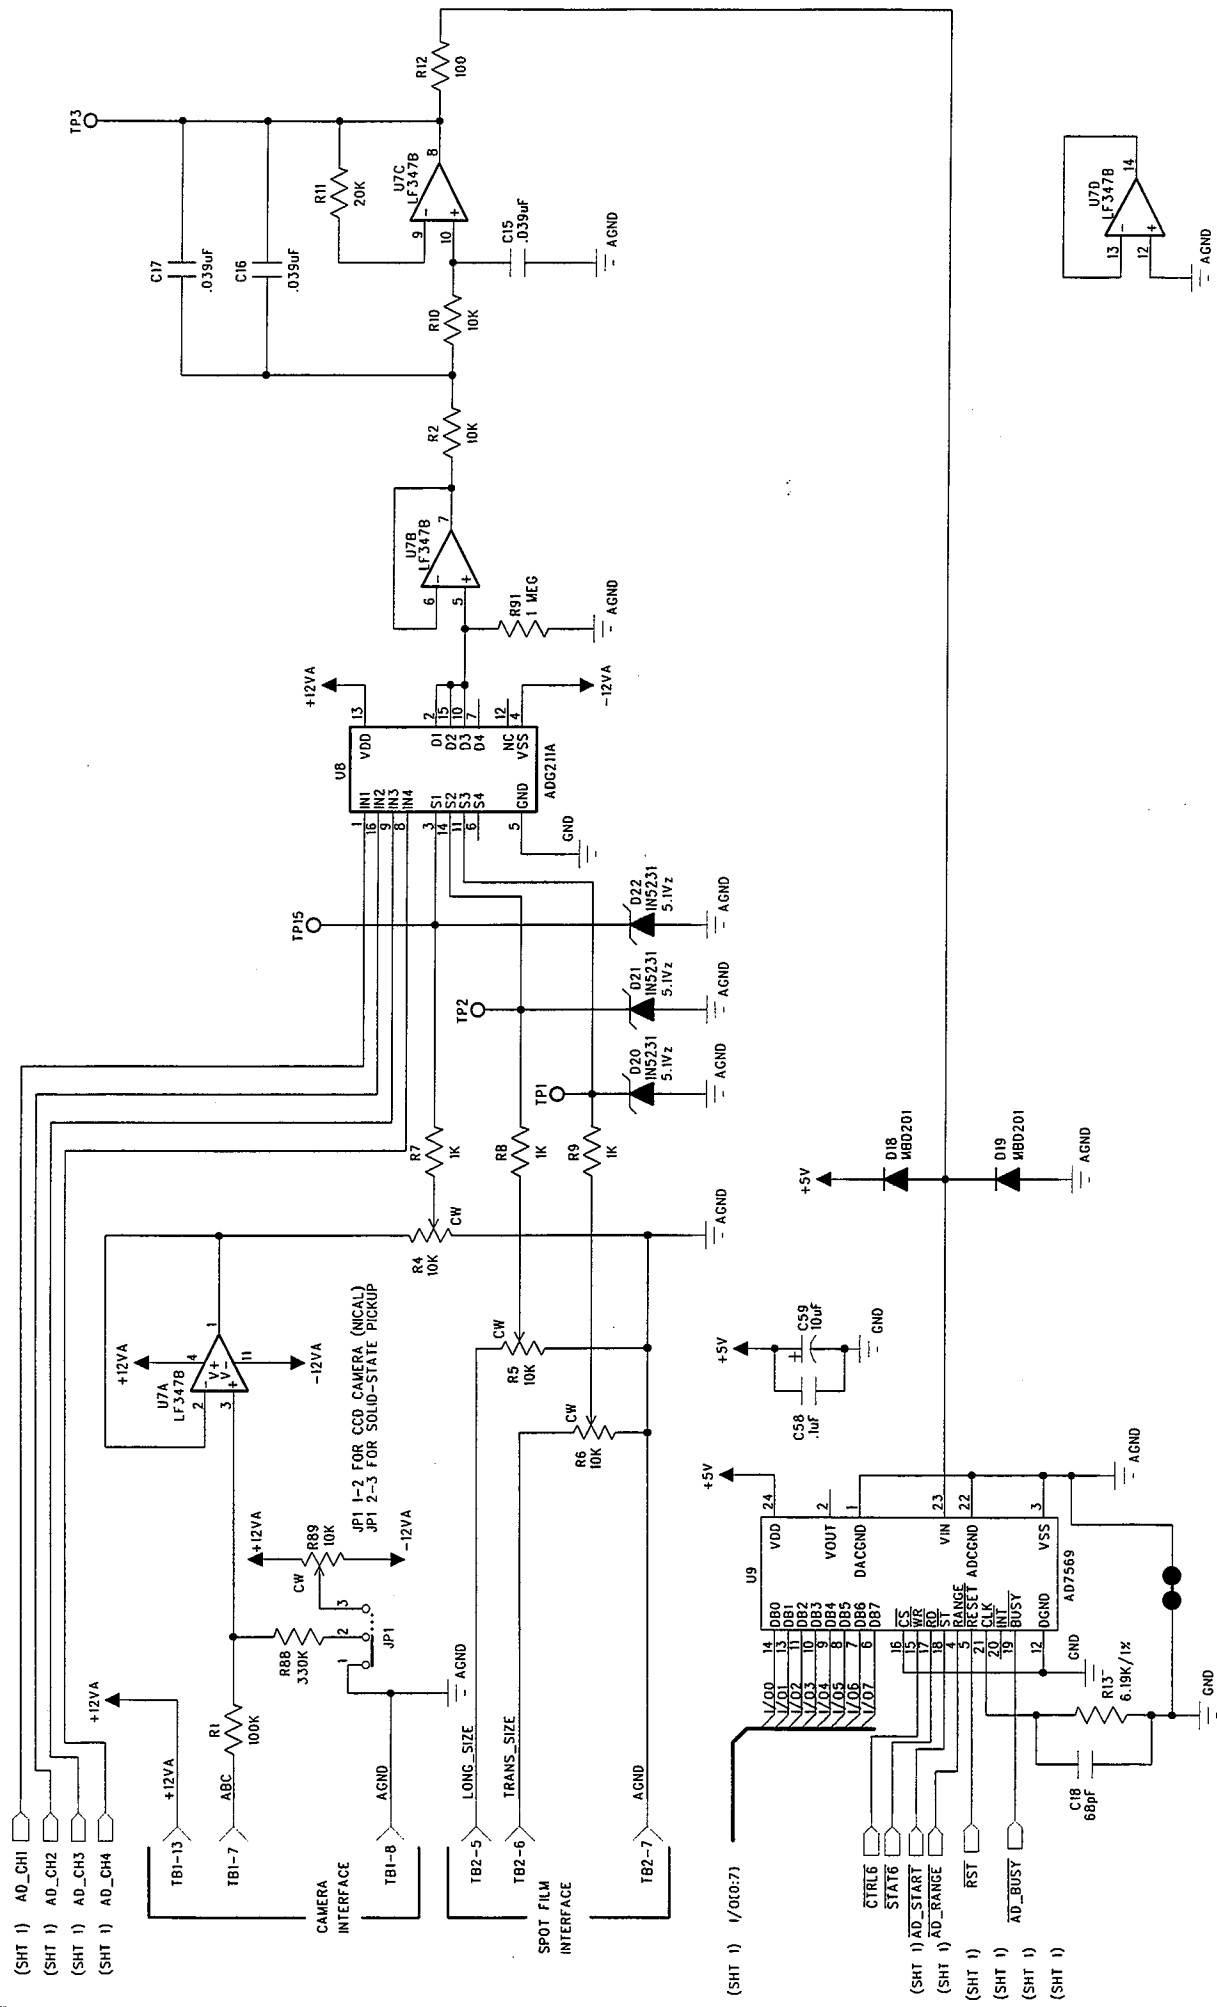 (SHT 1) AD_CH1
(SHT 1) AD_CH2
(SHT 1) AD_CH3
(SHT 1) AD_CH4
TB1-13
+12VA
+12VA
TB1-7
ABC
R1
100K
TB1-8
AGND
CAMERA
INTERFACE
R88
330K
1
2
3
JP1
AGND
CW
R89
10K
+12VA
-12VA
JP1 1-2 FOR CCD CAMERA (NICAL)
JP1 2-3 FOR SOLID-STATE PICKUP
U7A
LF347B
+12VA
-12VA
2
3
4
11
1
V+
V-
-
+
R4
10K
CW
AGND
TB2-5
LONG_SIZE
TB2-6
TRANS_SIZE
TB2-7
AGND
SPOT FILM
INTERFACE
R5
10K
CW
R6
10K
CW
R7
1K
R8
1K
R9
1K
TP15
TP2
TP1
D20
1N5231
5.1Vz
AGND
D21
1N5231
5.1Vz
AGND
D22
1N5231
5.1Vz
AGND
U8
ADG211A
1 IN1
16 IN2
9 IN3
8 IN4
3 S1
14 S2
11 S3
6 S4
5 GND
GND
VDD 13
+12VA
D1 2
D2 15
D3 10
D4 7
NC 12
VSS 4
-12VA
R91
1 MEG
AGND
U7B
LF347B
6
5
7
-
+
R2
10K
R10
10K
C17
.039uF
C16
.039uF
R11
20K
C15
.039uF
AGND
U7C
LF347B
9
10
8
-
+
TP3
R12
100
U7D
LF347B
13
12
14
-
+
AGND
+5V
D18
MBD201
D19
MBD201
AGND
+5V
C58
.1uF
C59
10uF
+
GND
U9
AD7569
+5V
VDD 24
VOUT 2
DACGND 1
VIN 23
ADCGND 22
VSS 3
AGND
I/O0 14 DB0
I/O1 13 DB1
I/O2 11 DB2
I/O3 10 DB3
I/O4 9 DB4
I/O5 8 DB5
I/O6 7 DB6
I/O7 6 DB7
16 CS
15 WR
17 RD
18 ST
4 RANGE
5 RESET
21 CLK
20 INT
19 BUSY
12 DGND
GND
R13
6.19K/1%
C18
68pF
GND
(SHT 1) I/O[0:7]
CTRL6
STAT6
(SHT 1) AD_START
(SHT 1) AD_RANGE
(SHT 1) RST
(SHT 1)
(SHT 1) AD_BUSY
(SHT 1)